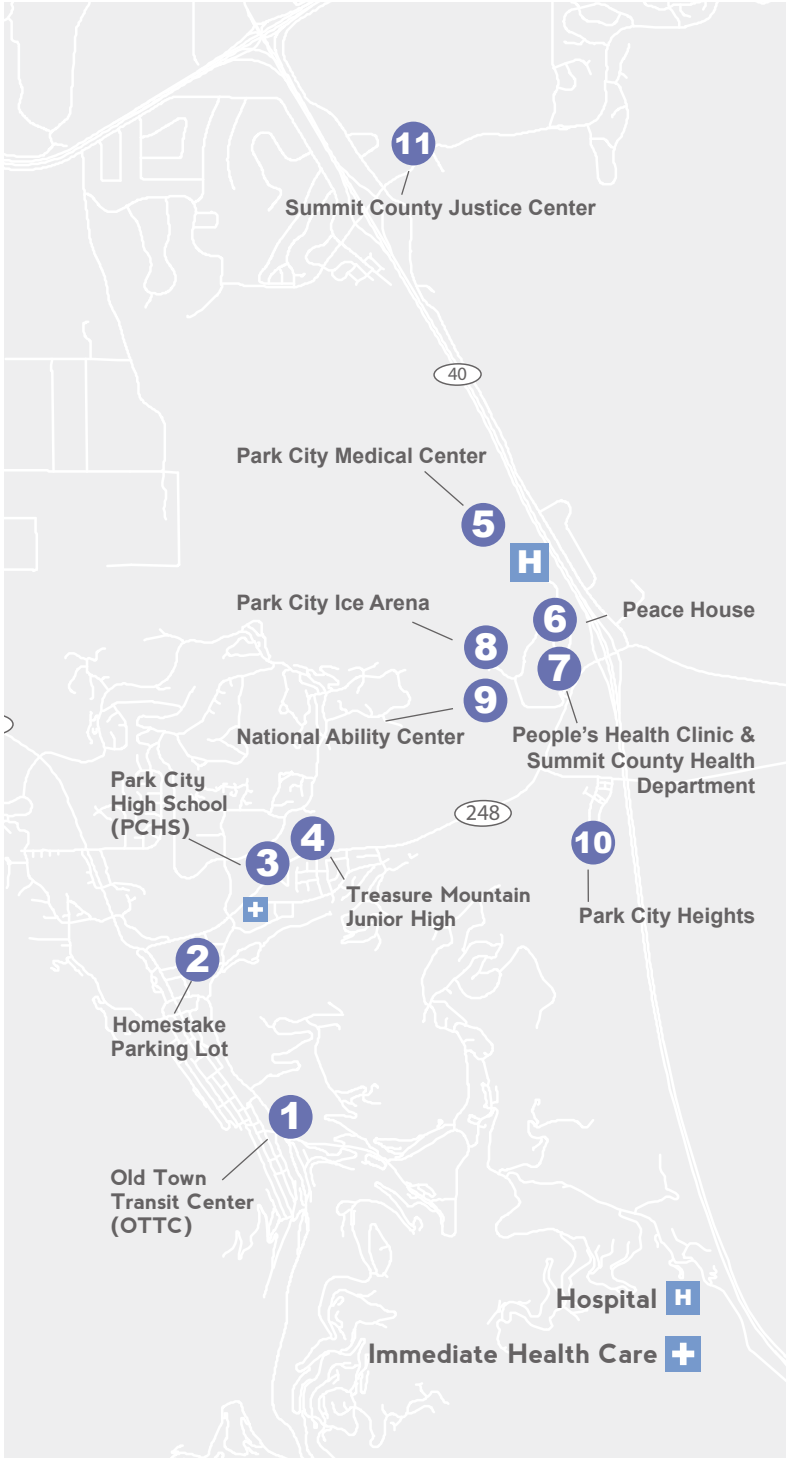 11
Summit County Justice Center
40
Park City Medical Center
5
H
Park City Ice Arena
6
Peace House
8
7
9
National Ability Center
People’s Health Clinic &
Summit County Health
Department
Park City
High School
(PCHS)
248
4
3
10
Treasure Mountain
Junior High
Park City Heights
2
Homestake
Parking Lot
1
Old Town
Transit Center
(OTTC)
Hospital H
Immediate Health Care